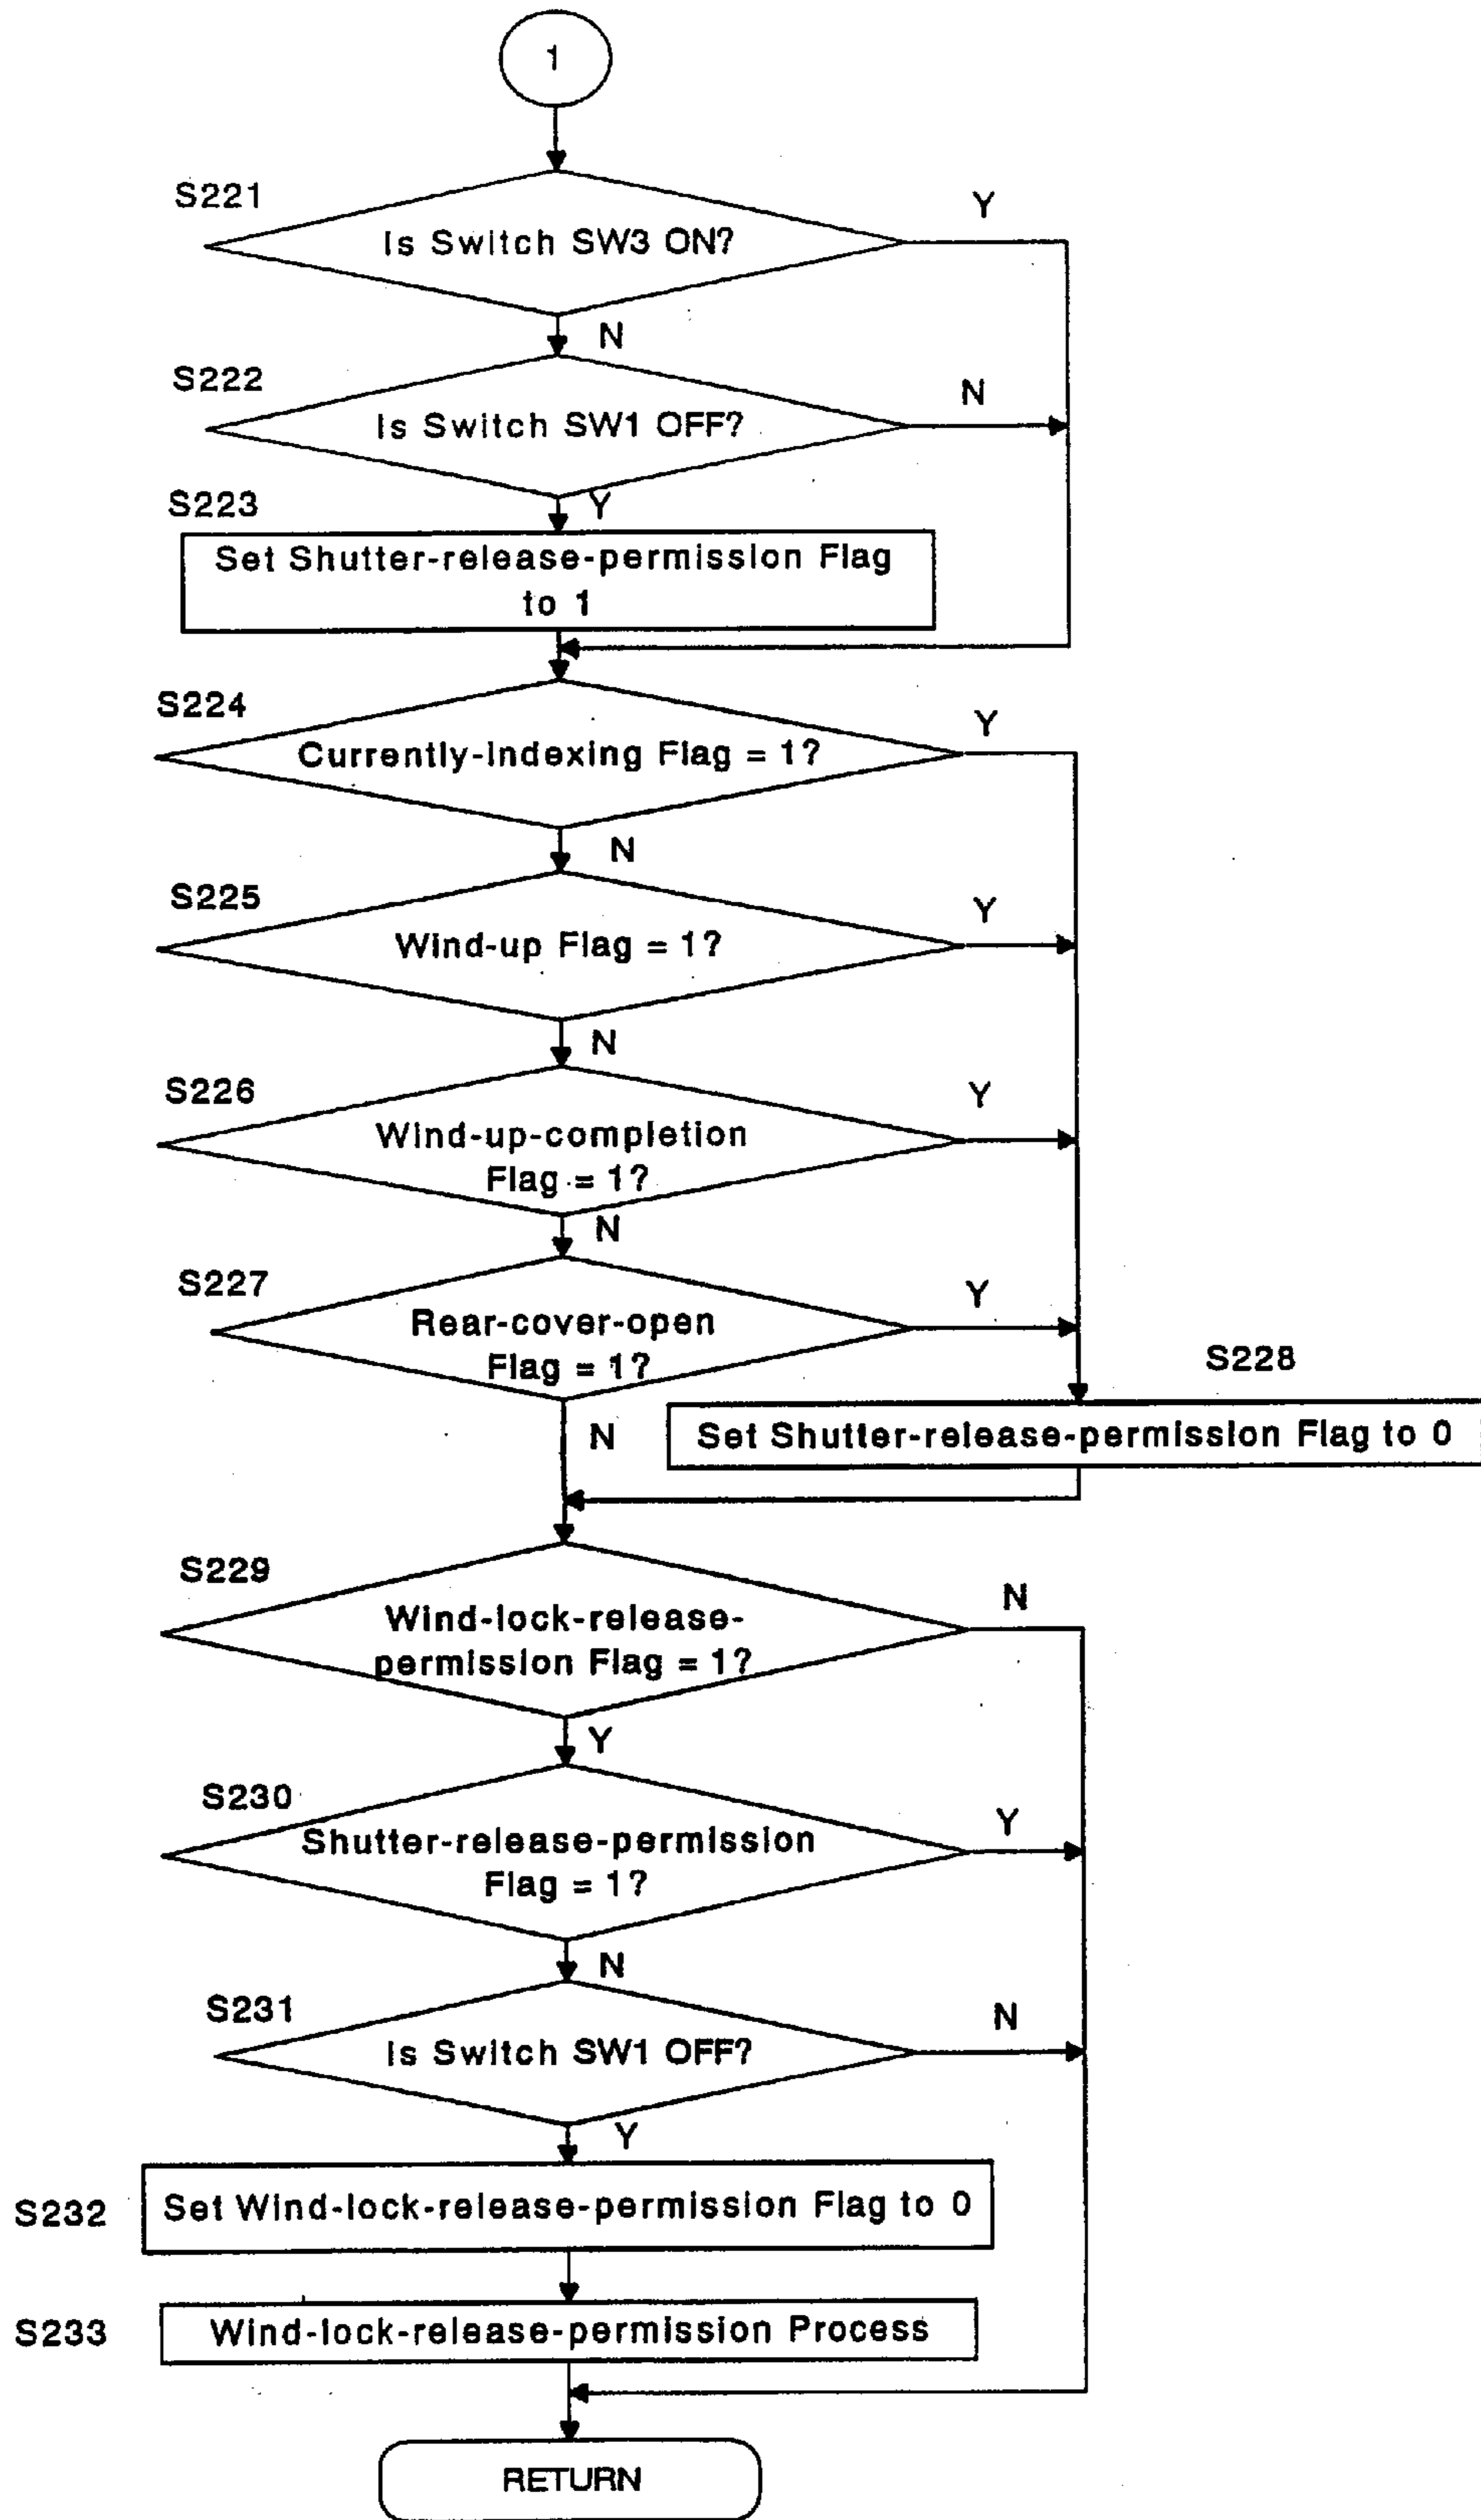 1
S221
Y
Is Switch SW3 ON?
N
S222
N
Is Switch SW1 OFF?
Y
S223
Set Shutter-release-permission Flag
to 1
S224
Y
Currently-Indexing Flag = 1?
N
S225
Y
Wind-up Flag = 1?
N
S226
Y
Wind-up-completion
Flag = 1?
N
S227
Y
Rear-cover-open
Flag = 1?
S228
N
Set Shutter-release-permission Flag to 0
S229
N
Wind-lock-release-
permission Flag = 1?
Y
S230
Y
Shutter-release-permission
Flag = 1?
N
S231
N
Is Switch SW1 OFF?
Y
S232
Set Wind-lock-release-permission Flag to 0
S233
Wind-lock-release-permission Process
RETURN